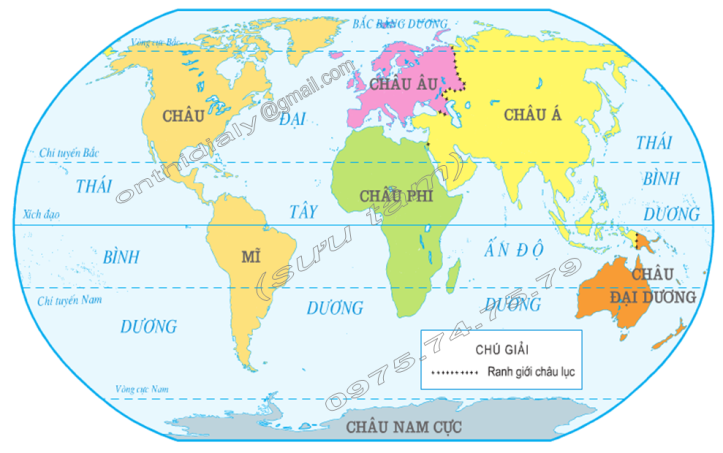 BẮC BĂNG DƯƠNG
Vòng cực Bắc
CHÂU ÂU
CHÂU
CHÂU Á
ĐẠI
THÁI
Chí tuyến Bắc
THÁI
BÌNH
CHÂU PHI
Xích đạo
TÂY
DƯƠNG
BÌNH
MĨ
ẤN ĐỘ
CHÂU
ĐẠI DƯƠNG
Chí tuyến Nam
DƯƠNG
DƯƠNG
DƯƠNG
CHÚ GIẢI
Ranh giới châu lục
Vòng cực Nam
CHÂU NAM CỰC
onthidialy@gmail.com
(sưu tầm)
0975.74.75.79